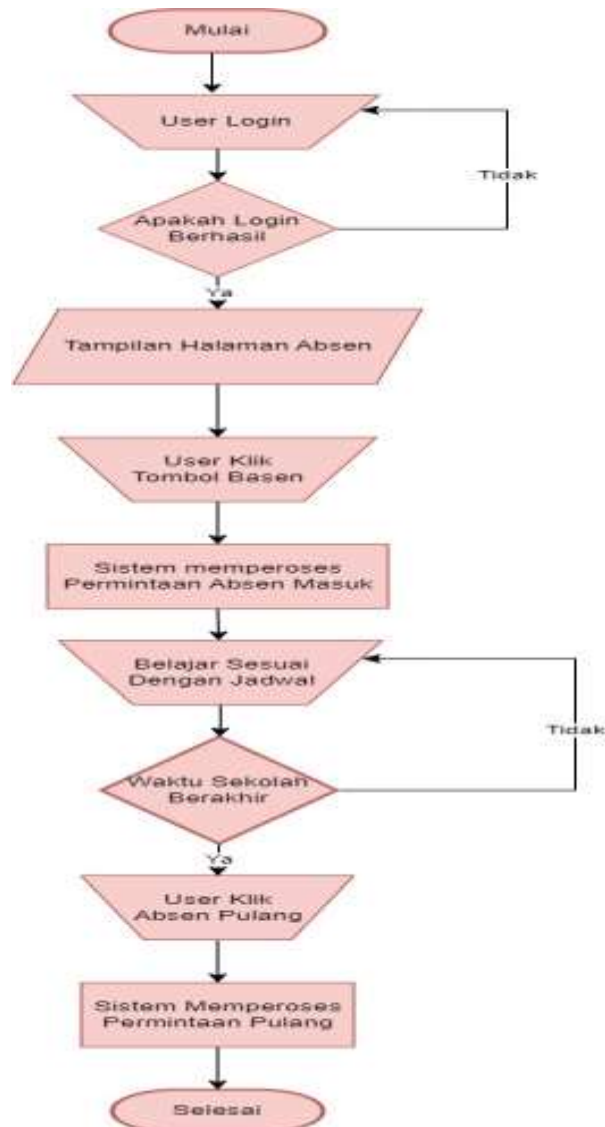 Mulai
User Login
Tidak
Apakah Login
Berhasil
Ya
Tampilan Halaman Absen
User Klik
Tombol Basen
Sistem memperoses
Permintaan Absen Masuk
Belajar Sesuai
Dengan Jadwal
Tidak
Waktu Sekolah
Berakhir
Ya
User Klik
Absen Pulang
Sistem Memperoses
Permintaan Pulang
Selesai